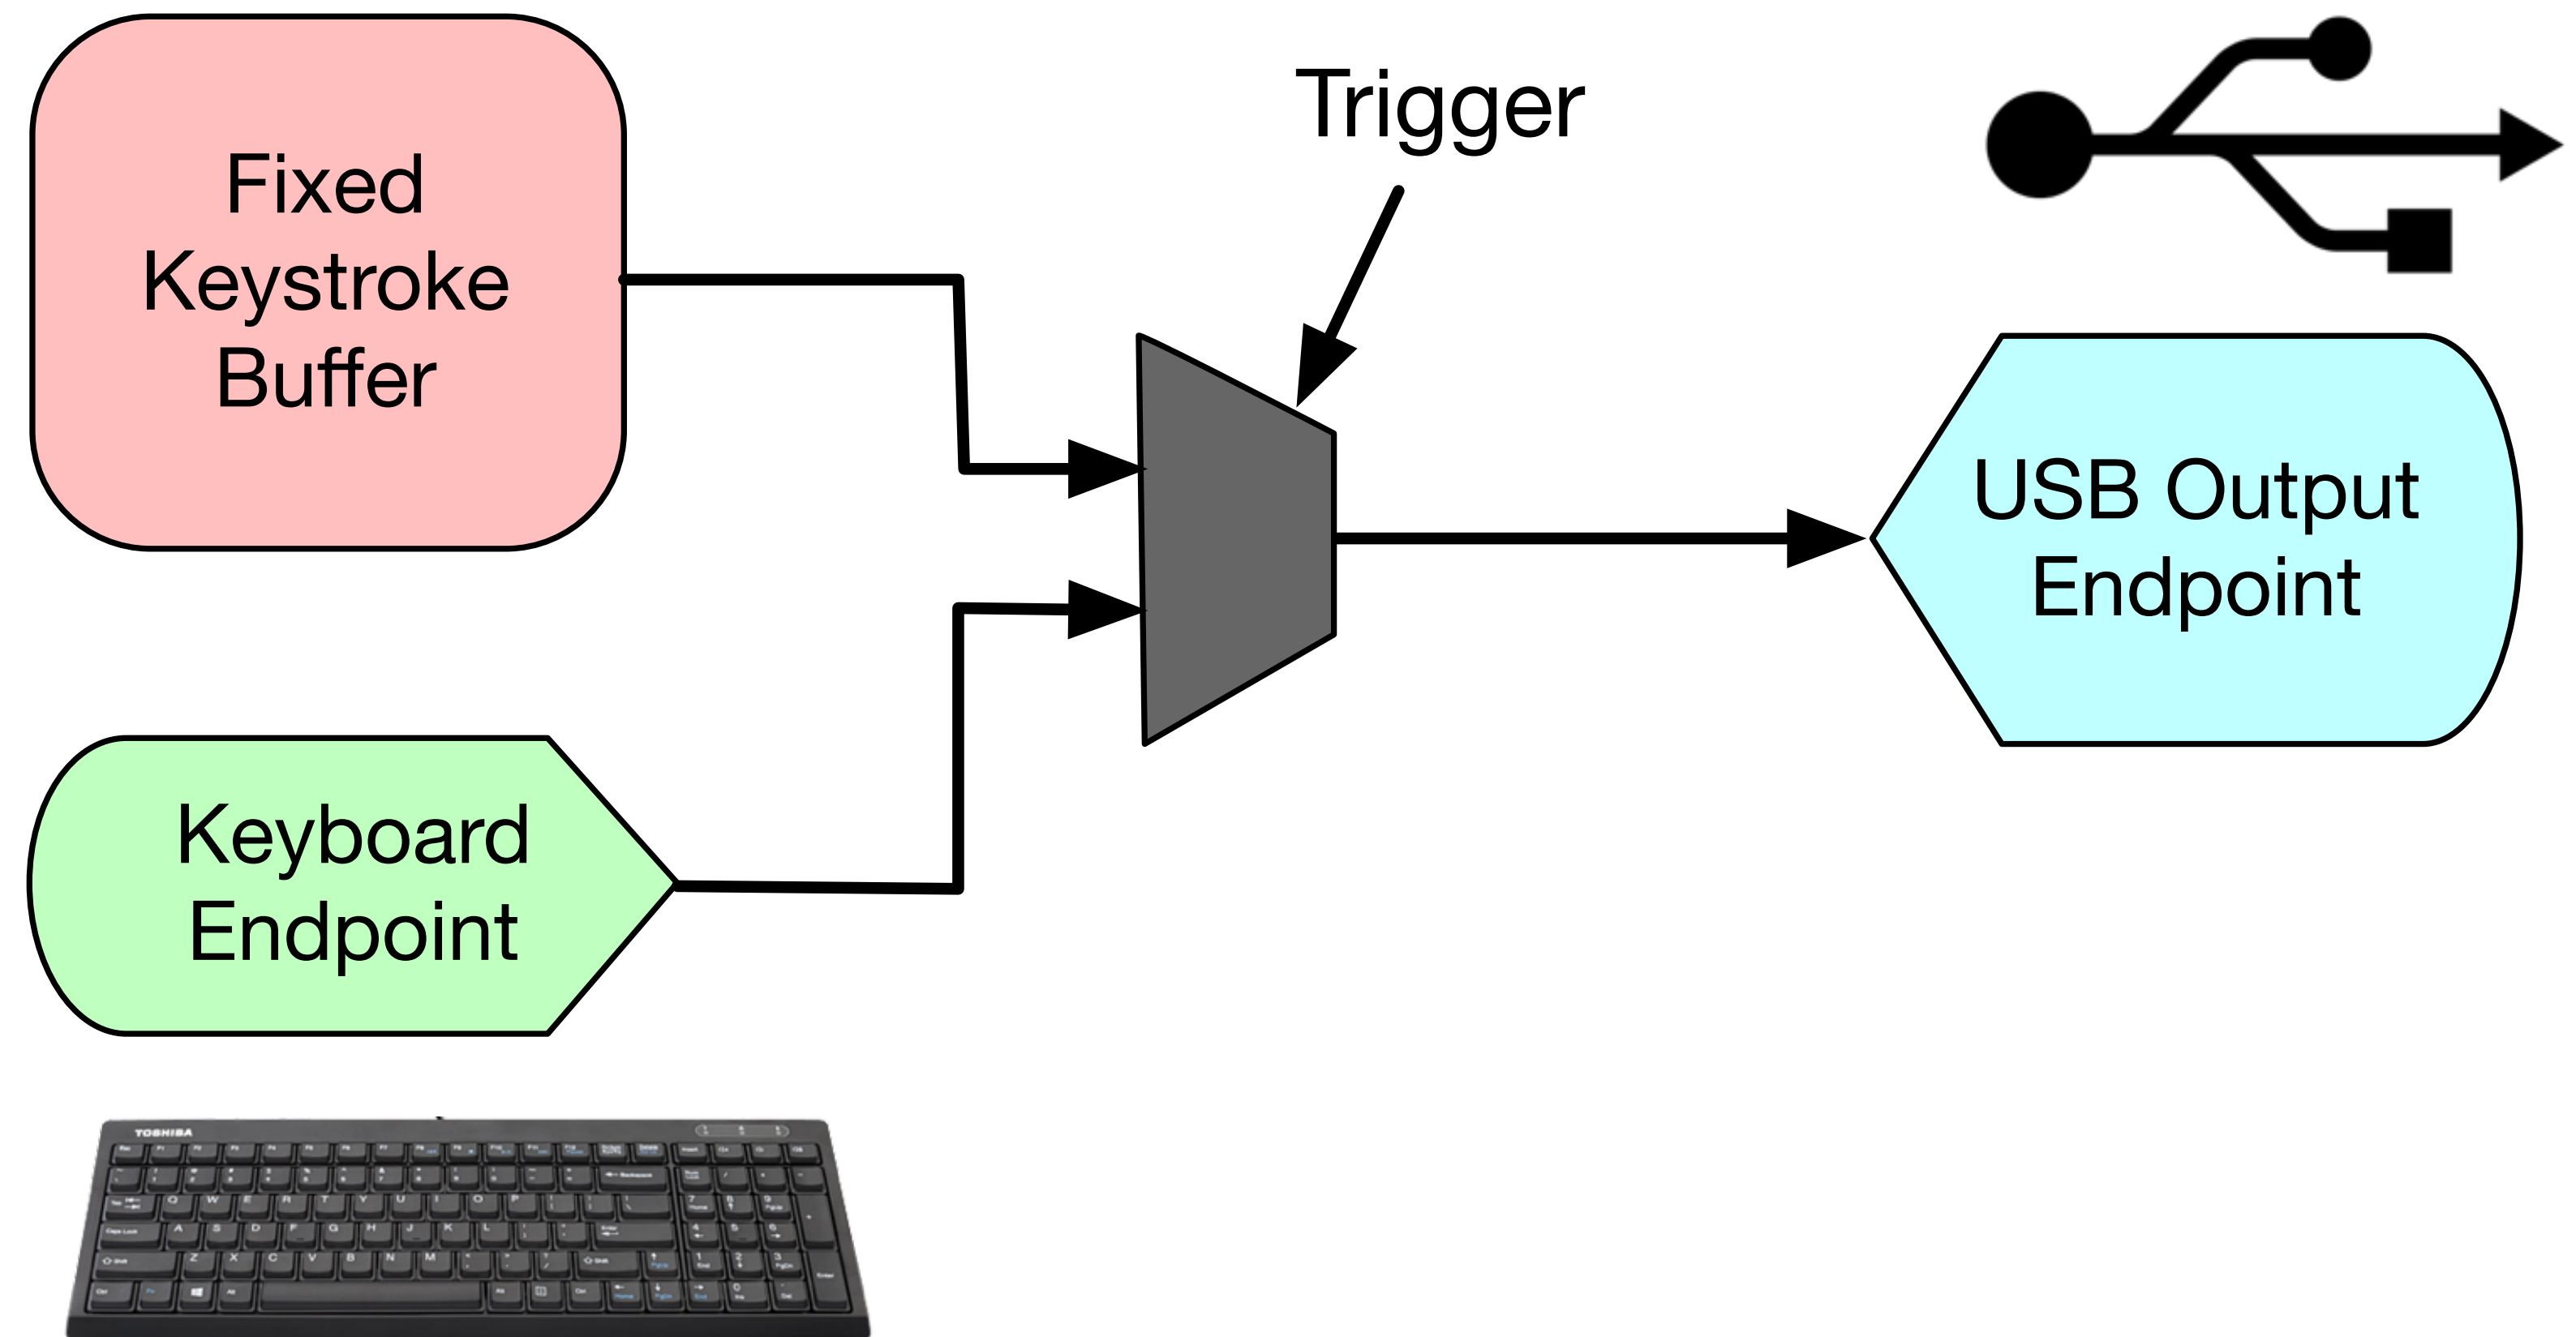 Fixed
Keystroke
Buffer
Trigger
USB Output
Endpoint
Keyboard
Endpoint
TOSHIBA
Q W E R T Y U I O P
A S D F G H J K L
Z X C V B N M